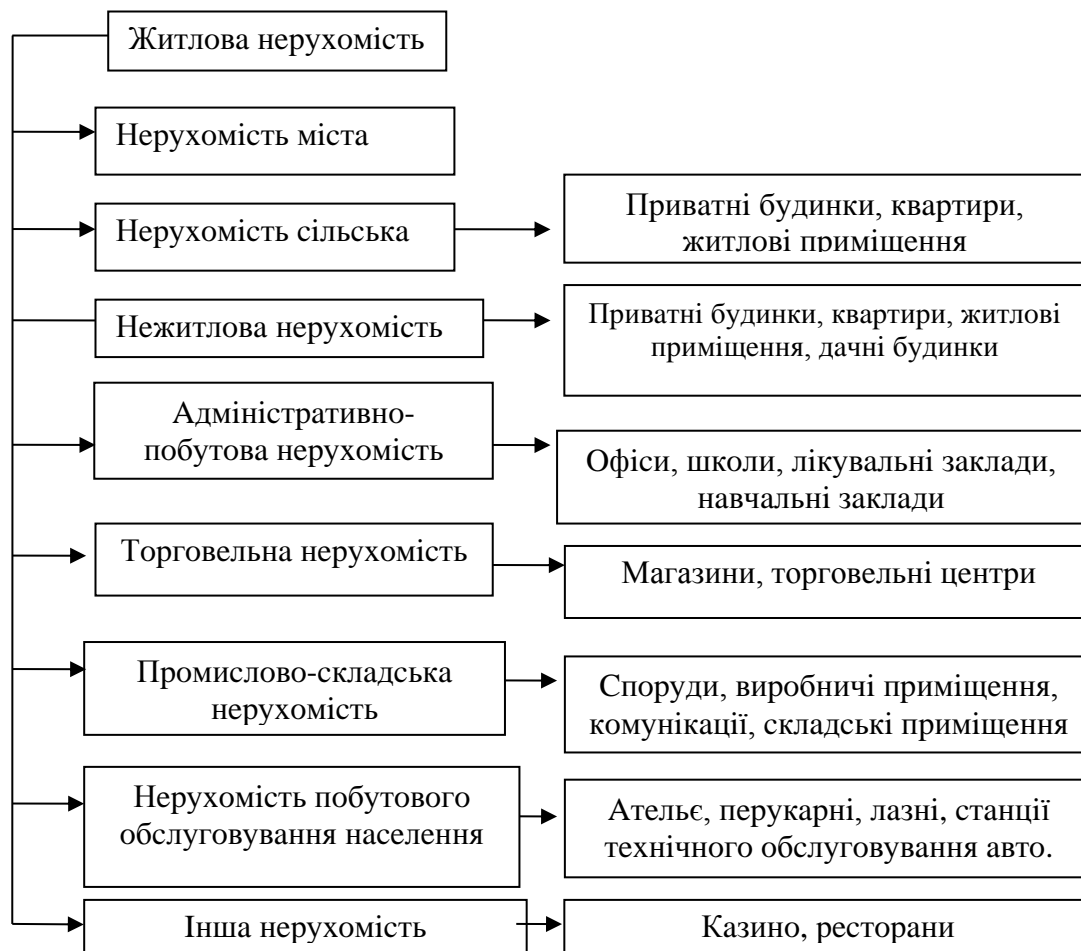 Житлова нерухомість
Нерухомість міста
Нерухомість сільська
Приватні будинки, квартири,
житлові приміщення
Нежитлова нерухомість
Приватні будинки, квартири, житлові
приміщення, дачні будинки
Адміністративно-
побутова нерухомість
Офіси, школи, лікувальні заклади,
навчальні заклади
Торговельна нерухомість
Магазини, торговельні центри
Промислово-складська
нерухомість
Споруди, виробничі приміщення,
комунікації, складські приміщення
Нерухомість побутового
обслуговування населення
Ательє, перукарні, лазні, станції
технічного обслуговування авто.
Інша нерухомість
Казино, ресторани